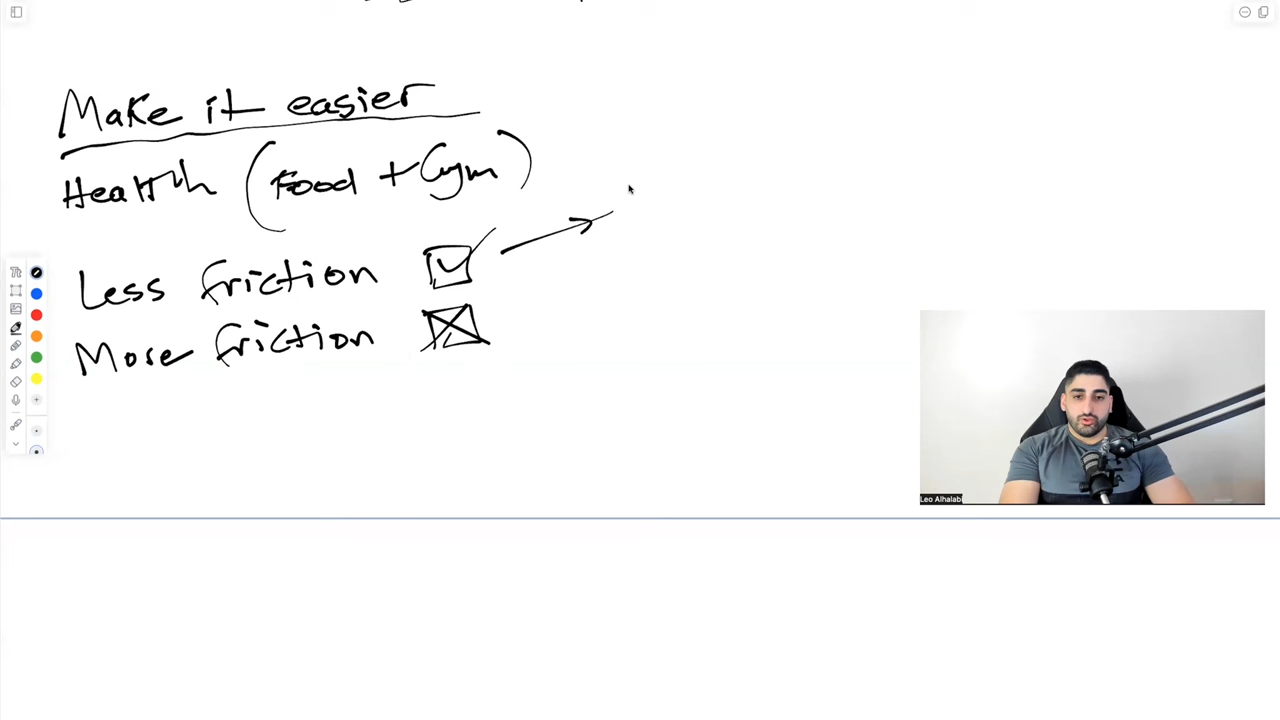 Make it easier
Health (Food + Gym)
Less friction
More friction
Leo Alhalabi